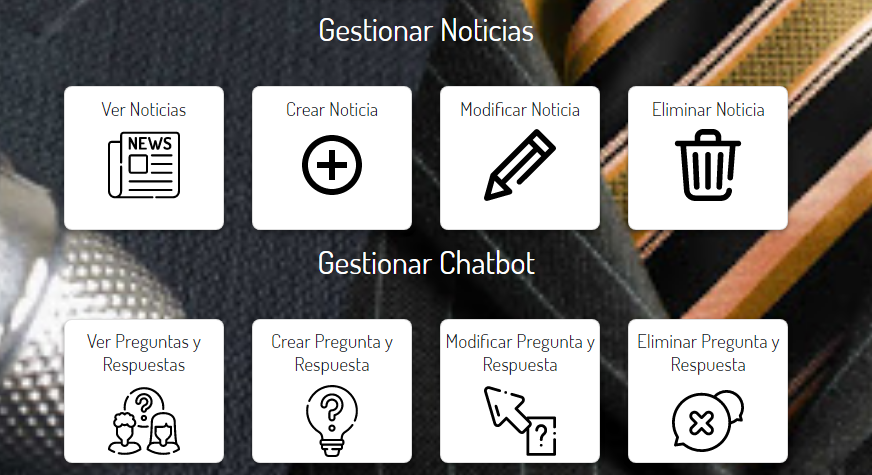 Gestionar Noticias
Ver Noticias
Crear Noticia
Modificar Noticia
Eliminar Noticia
NEWS
Gestionar Chatbot
Ver Preguntas y
Respuestas
Crear Pregunta y
Respuesta
Modificar Pregunta y
Respuesta
Eliminar Pregunta y
Respuesta
?
?
?